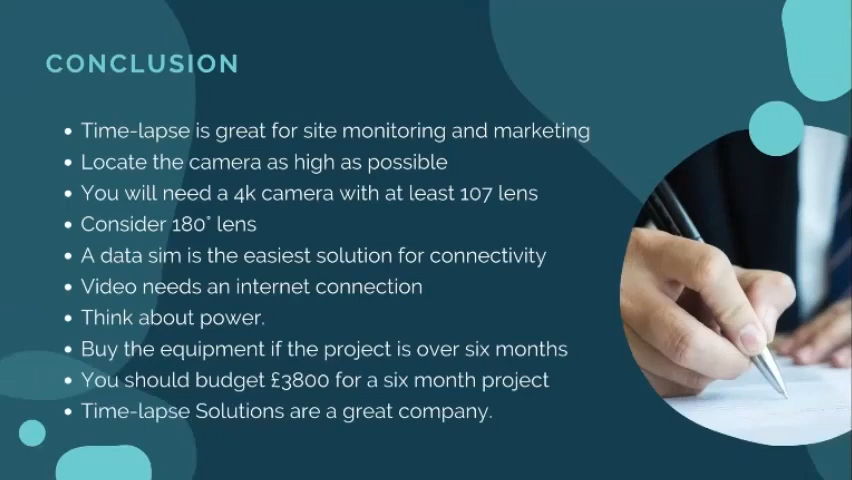 CONCLUSION
Time-lapse is great for site monitoring and marketing
Locate the camera as high as possible
You will need a 4k camera with at least 107 lens
Consider 180° lens
A data sim is the easiest solution for connectivity
Video needs an internet connection
Think about power.
Buy the equipment if the project is over six months
You should budget £3800 for a six month project
Time-lapse Solutions are a great company.